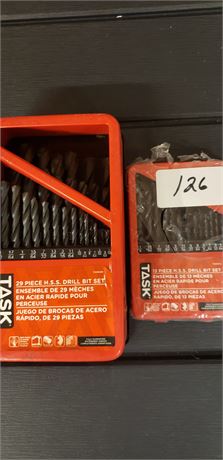 TASK
29 PIECE H.S.S. DRILL BIT SET
ENSEMBLE DE 29 MÈCHES
EN ACIER RAPIDE POUR
PERCEUSE
JUEGO DE BROCAS DE ACERO
RÁPIDO, DE 29 PIEZAS
126
TASK
13 PIECE H.S.S. DRILL BIT SET
ENSEMBLE DE 13 MÈCHES
EN ACIER RAPIDE POUR
PERCEUSE
JUEGO DE BROCAS DE ACERO
RÁPIDO, DE 13 PIEZAS